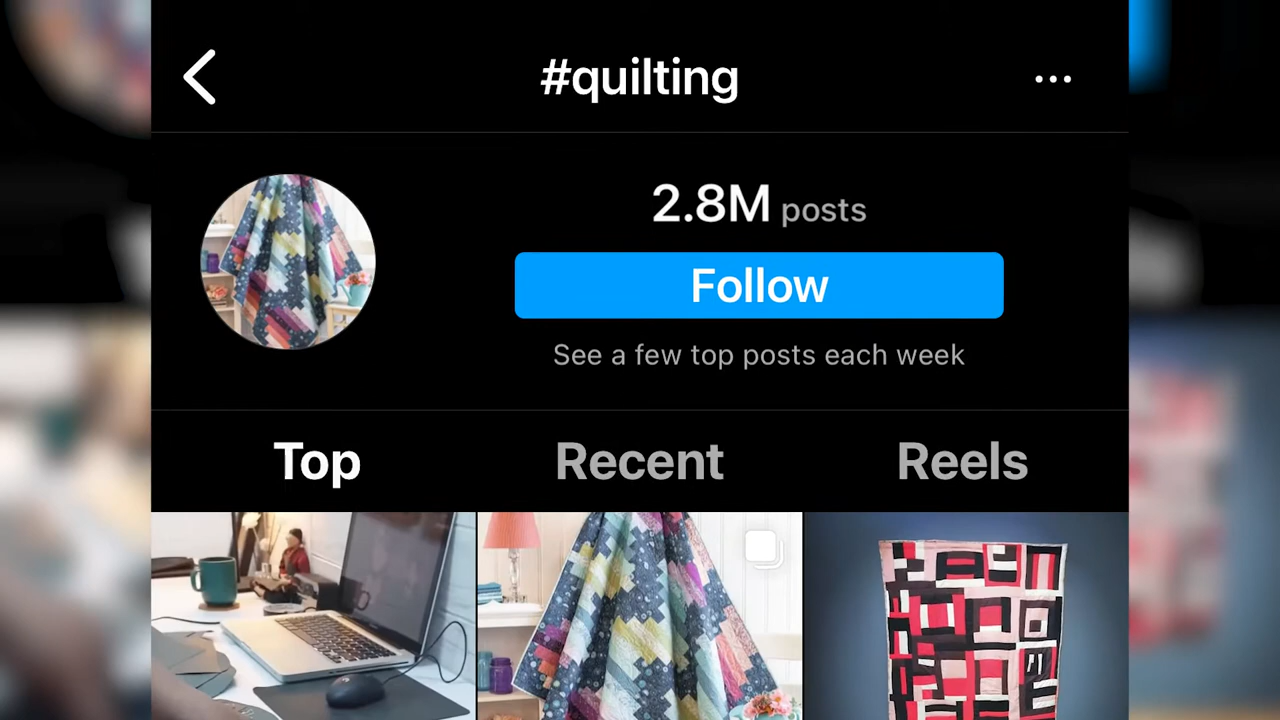 #quilting
2.8M posts
Follow
See a few top posts each week
Top
Recent
Reels